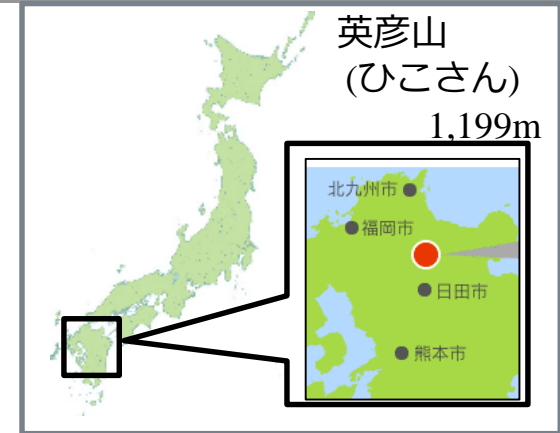 英彦山
(ひこさん)
1,199m
北九州市
福岡市
日田市
熊本市